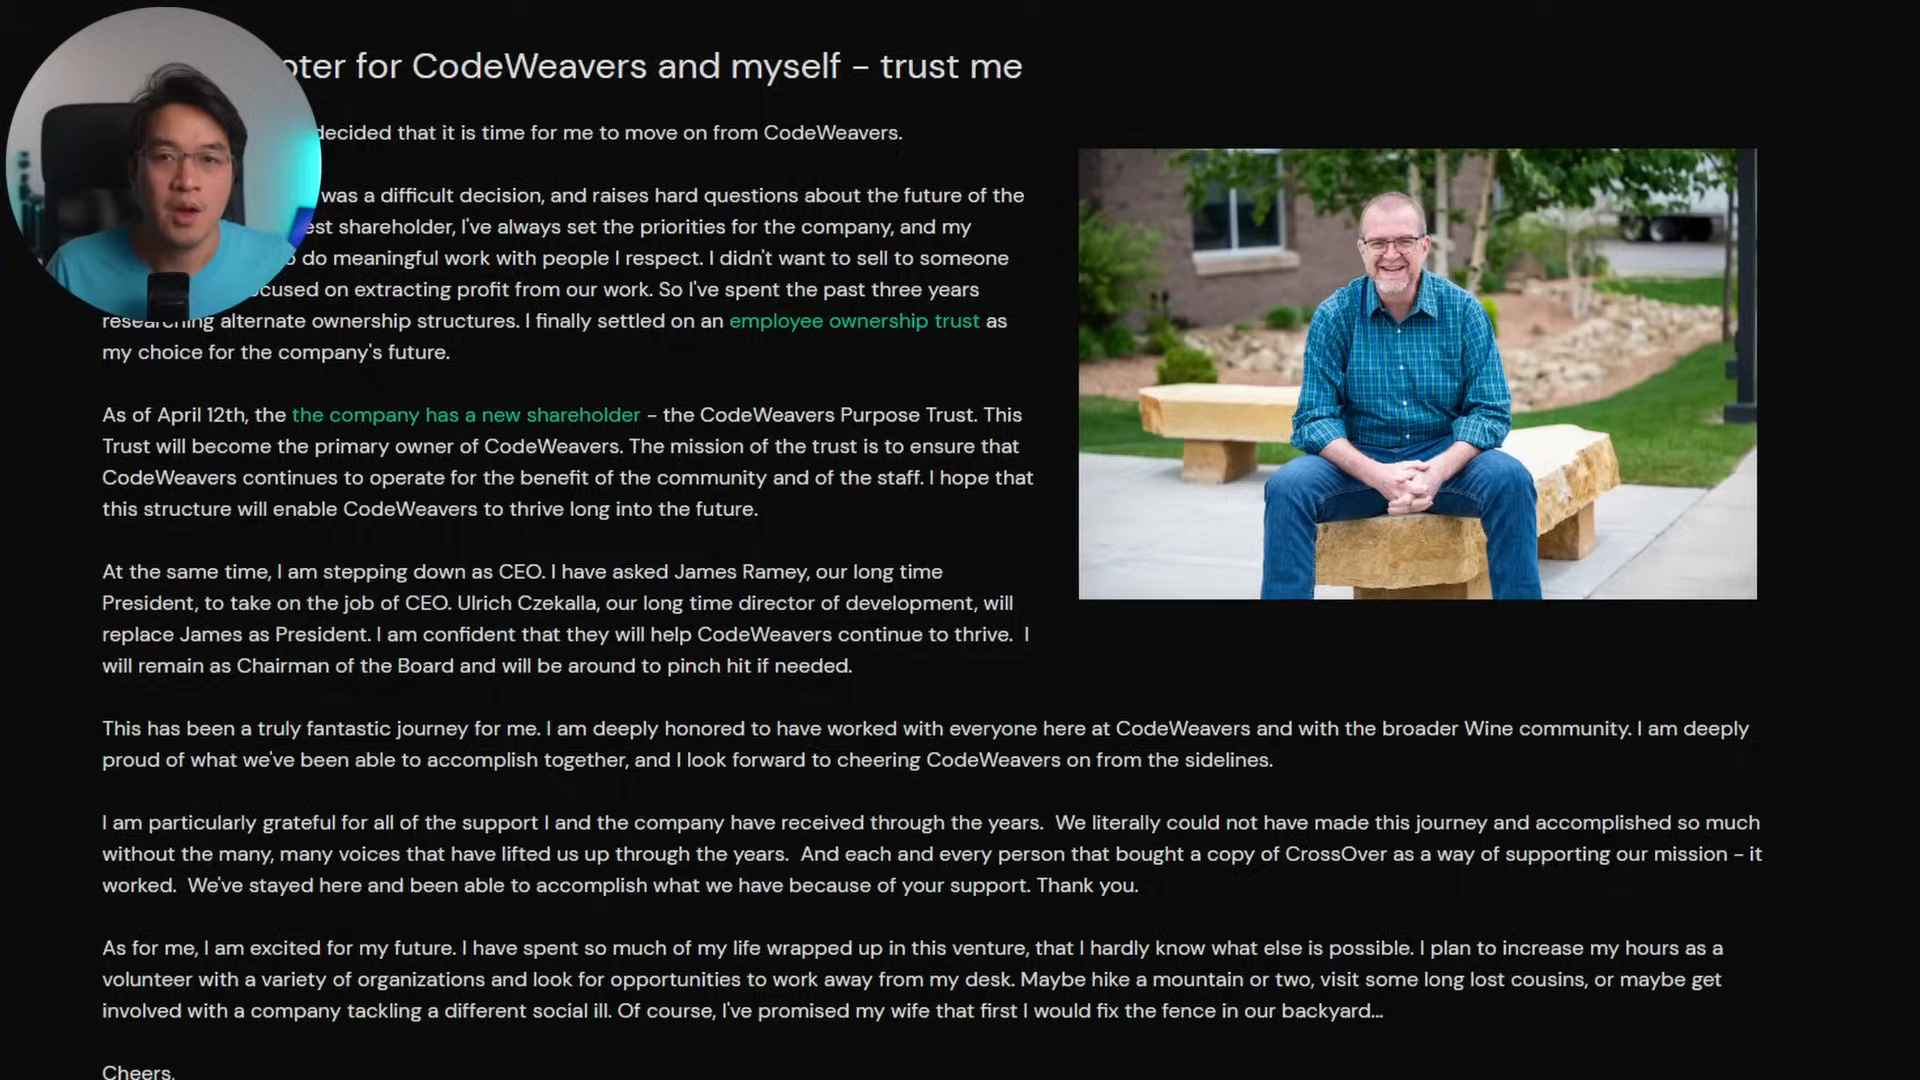 for CodeWeavers and myself - trust me
decided that it is time for me to move on from CodeWeavers.
was a difficult decision, and raises hard questions about the future of the
shareholder, I've always set the priorities for the company, and my
do meaningful work with people I respect. I didn't want to sell to someone
on extracting profit from our work. So I've spent the past three years
researching alternate ownership structures. I finally settled on an employee ownership trust as
my choice for the company's future.
As of April 12th, the the company has a new shareholder - the CodeWeavers Purpose Trust. This
Trust will become the primary owner of CodeWeavers. The mission of the trust is to ensure that
CodeWeavers continues to operate for the benefit of the community and of the staff. I hope that
this structure will enable CodeWeavers to thrive long into the future.
At the same time, I am stepping down as CEO. I have asked James Ramey, our long time
President, to take on the job of CEO. Ulrich Czekalla, our long time director of development, will
replace James as President. I am confident that they will help CodeWeavers continue to thrive. I
will remain as Chairman of the Board and will be around to pinch hit if needed.
This has been a truly fantastic journey for me. I am deeply honored to have worked with everyone here at CodeWeavers and with the broader Wine community. I am deeply
proud of what we've been able to accomplish together, and I look forward to cheering CodeWeavers on from the sidelines.
I am particularly grateful for all of the support I and the company have received through the years. We literally could not have made this journey and accomplished so much
without the many, many voices that have lifted us up through the years. And each and every person that bought a copy of CrossOver as a way of supporting our mission - it
worked. We've stayed here and been able to accomplish what we have because of your support. Thank you.
As for me, I am excited for my future. I have spent so much of my life wrapped up in this venture, that I hardly know what else is possible. I plan to increase my hours as a
volunteer with a variety of organizations and look for opportunities to work away from my desk. Maybe hike a mountain or two, visit some long lost cousins, or maybe get
involved with a company tackling a different social ill. Of course, I've promised my wife that first I would fix the fence in our backyard...
Cheers,